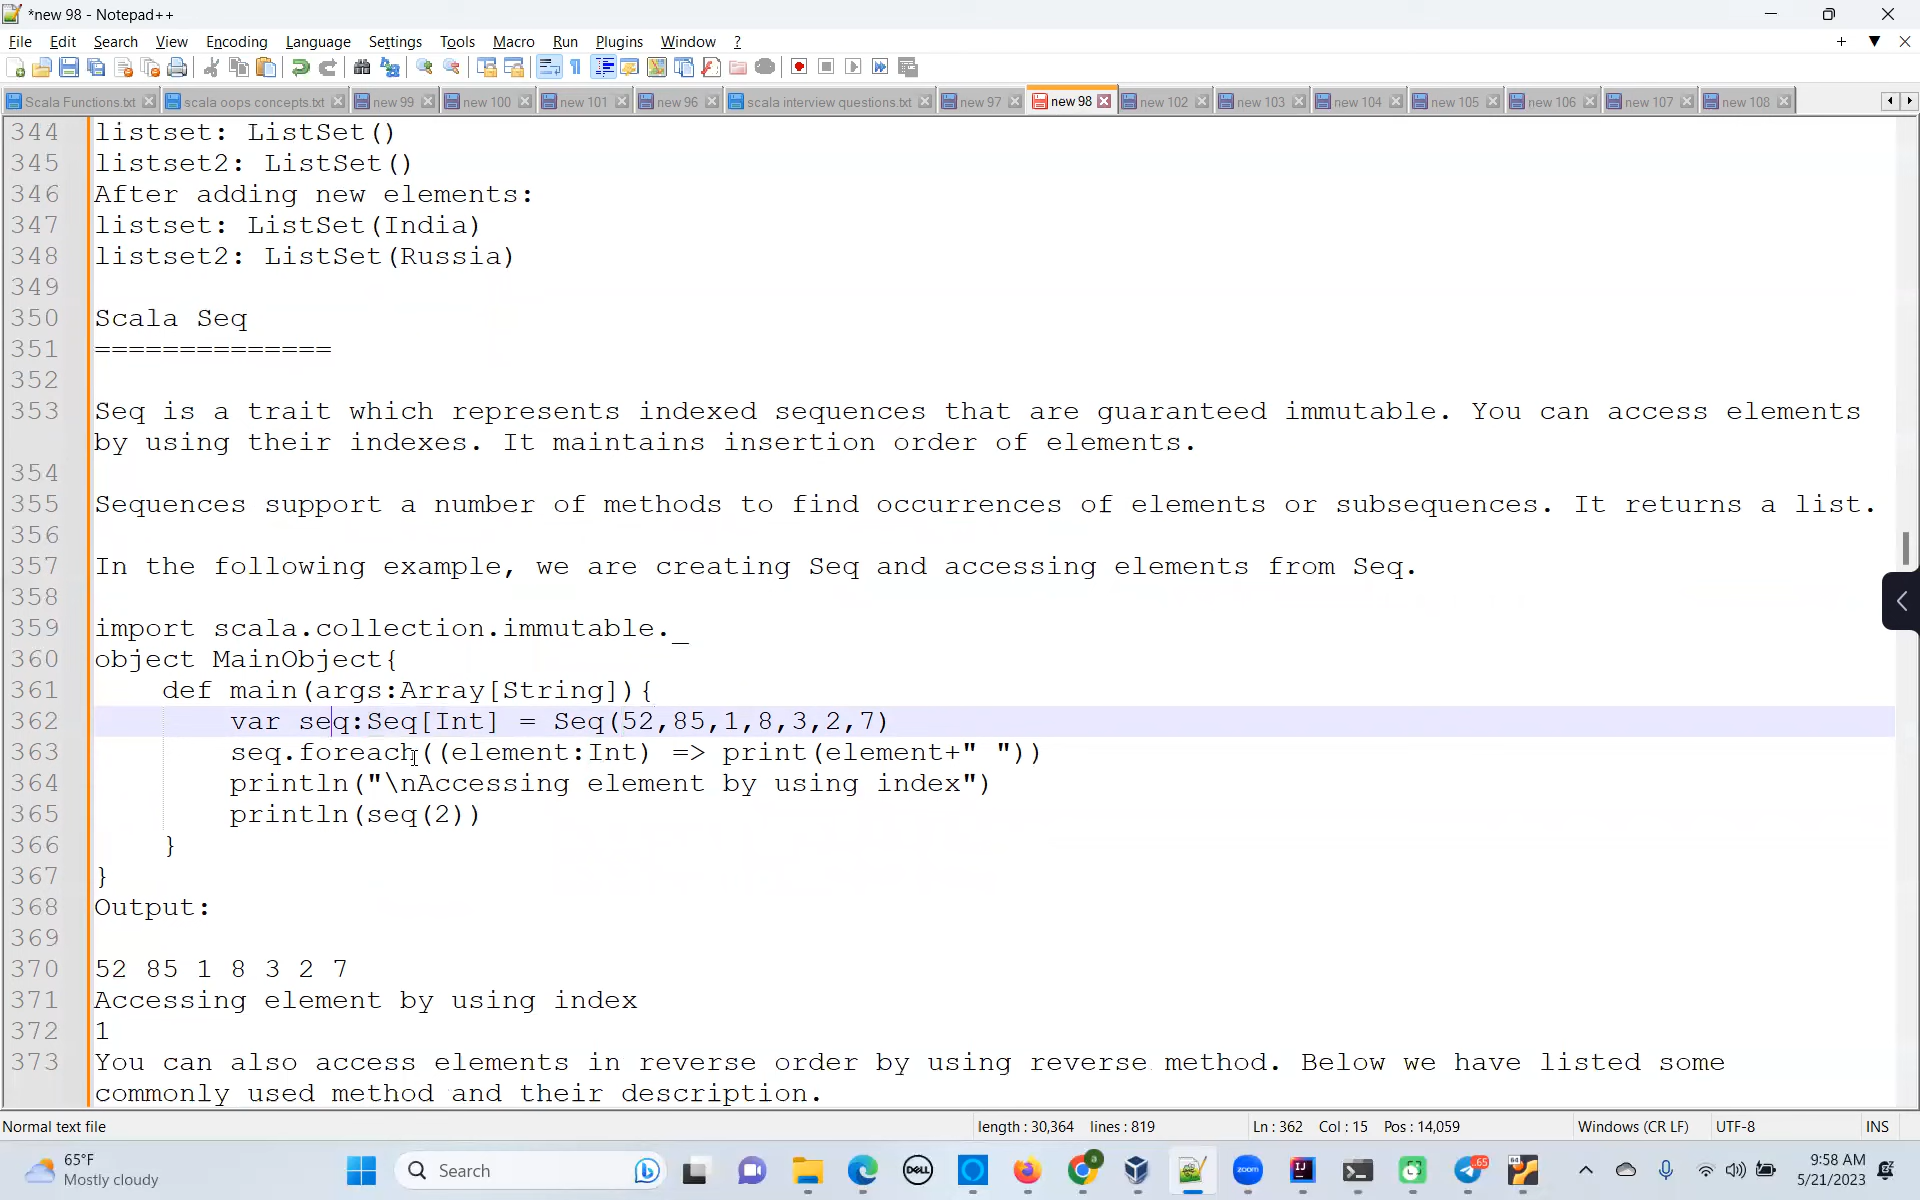 *new 98 - Notepad++
File Edit Search View Encoding Language Settings Tools Macro Run Plugins Window ?
Scala Functions.txt scala oops concepts.txt new 99 new 100 new 101 new 96 scala interview questions.txt new 97 new 98 new 102 new 103 new 104 new 105 new 106 new 107 new 108
344 listset: ListSet()
345 listset2: ListSet()
346 After adding new elements:
347 listset: ListSet(India)
348 listset2: ListSet(Russia)
349
350 Scala Seq
351 ==============
352
353 Seq is a trait which represents indexed sequences that are guaranteed immutable. You can access elements
by using their indexes. It maintains insertion order of elements.
354
355 Sequences support a number of methods to find occurrences of elements or subsequences. It returns a list.
356
357 In the following example, we are creating Seq and accessing elements from Seq.
358
359 import scala.collection.immutable._
360 object MainObject{
361 def main(args:Array[String]){
362 var seq:Seq[Int] = Seq(52,85,1,8,3,2,7)
363 seq.foreach((element:Int) => print(element+" "))
364 println("\nAccessing element by using index")
365 println(seq(2))
366 }
367 }
368 Output:
369
370 52 85 1 8 3 2 7
371 Accessing element by using index
372 1
373 You can also access elements in reverse order by using reverse method. Below we have listed some
commonly used method and their description.
Normal text file length : 30,364 lines : 819 Ln : 362 Col : 15 Pos : 14,059 Windows (CR LF) UTF-8 INS
65°F
Mostly cloudy
Search
DELL
zoom
IJ
65
9:58 AM
5/21/2023